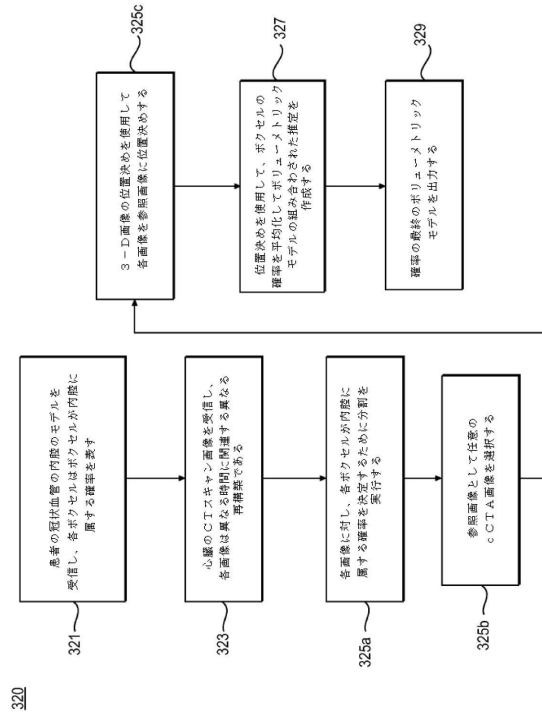 320
患者の冠状血管の内腔のモデルを
受信し、各ボクセルはボクセルが内腔に
属する確率を表す
321
心臓のCTスキャン画像を受信し、
各画像は異なる時間に関連する異なる
再構築である
323
各画像に対し、各ボクセルが内腔に
属する確率を決定するために分割を
実行する
325a
参照画像として任意の
cCTA画像を選択する
325b
3-D画像の位置決めを使用して
各画像を参照画像に位置決めする
325c
位置決めを使用して、ボクセルの
確率を平均化してボリューメトリック
モデルの組み合わされた推定を
作成する
327
確率の最終のボリューメトリック
モデルを出力する
329